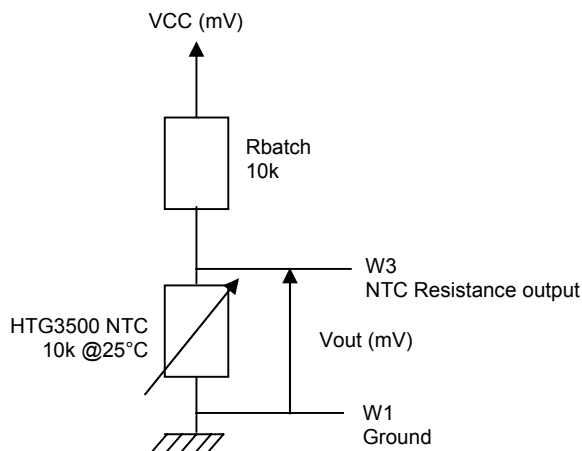 VCC (mV)
Rbatch
10k
W3
NTC Resistance output
HTG3500 NTC
10k @25°C
Vout (mV)
W1
Ground